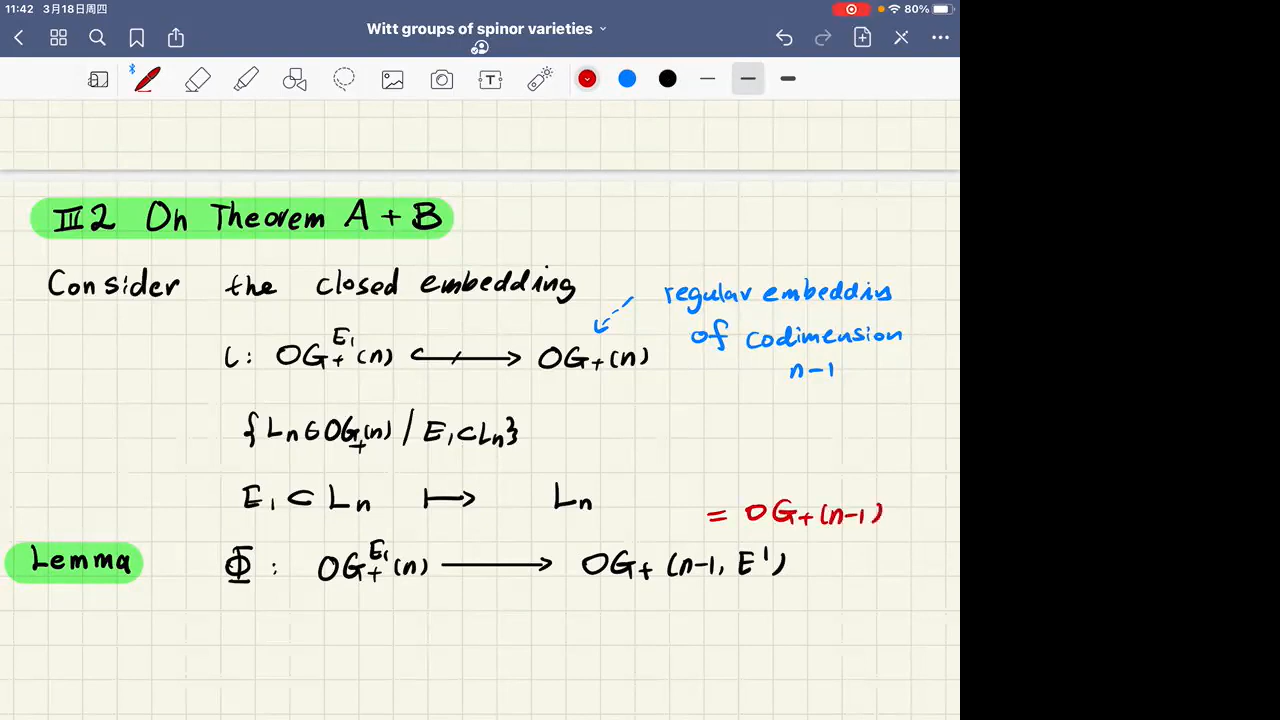 11:42 3月18日周四
80%
Witt groups of spinor varieties
III 2 On Theorem A + B
Consider the closed embedding
regular embedding
of codimension
n-1
ι: OG₊^{E₁}(n) ↪ OG₊(n)
{Lₙ ∈ OG₊(n) / E₁ ⊂ Lₙ}
E₁ ⊂ Lₙ ↦ Lₙ
= OG₊(n-1)
Lemma Φ: OG₊^{E₁}(n) ⟶ OG₊(n-1, E')